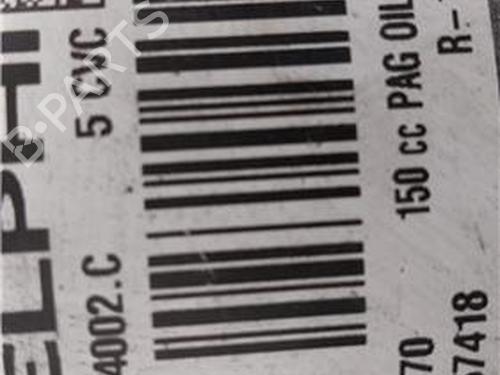 ELPHI
4002.C 5 CVC
150 cc PAG OIL
70 R-
57418
B-PARTS